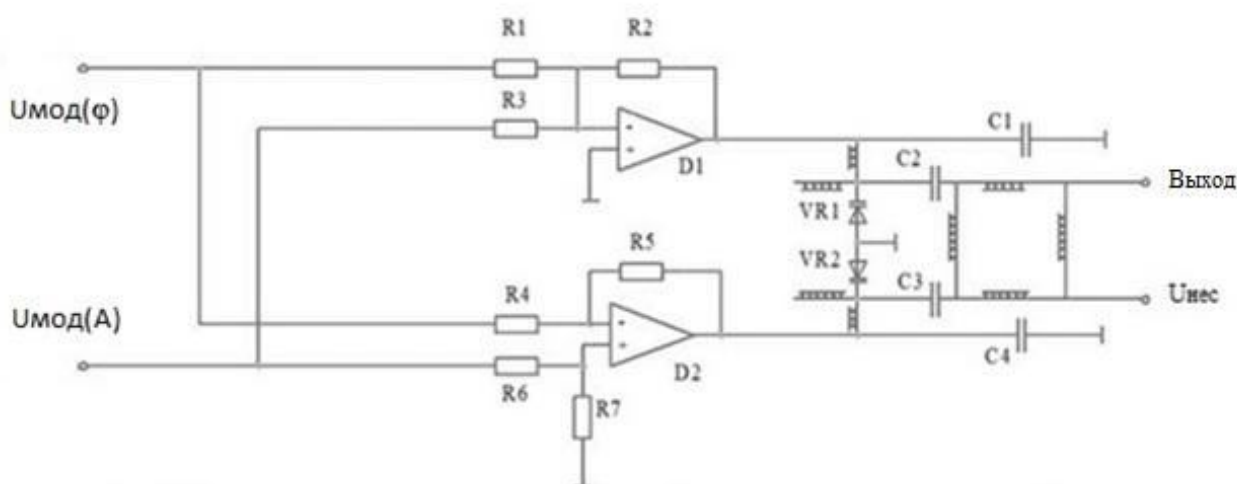 R1
R2
Uмод(φ)
R3
D1
C1
C2
Выход
VR1
R5
VR2
Uмод(A)
R4
C3
Uнес
R6
D2
C4
R7